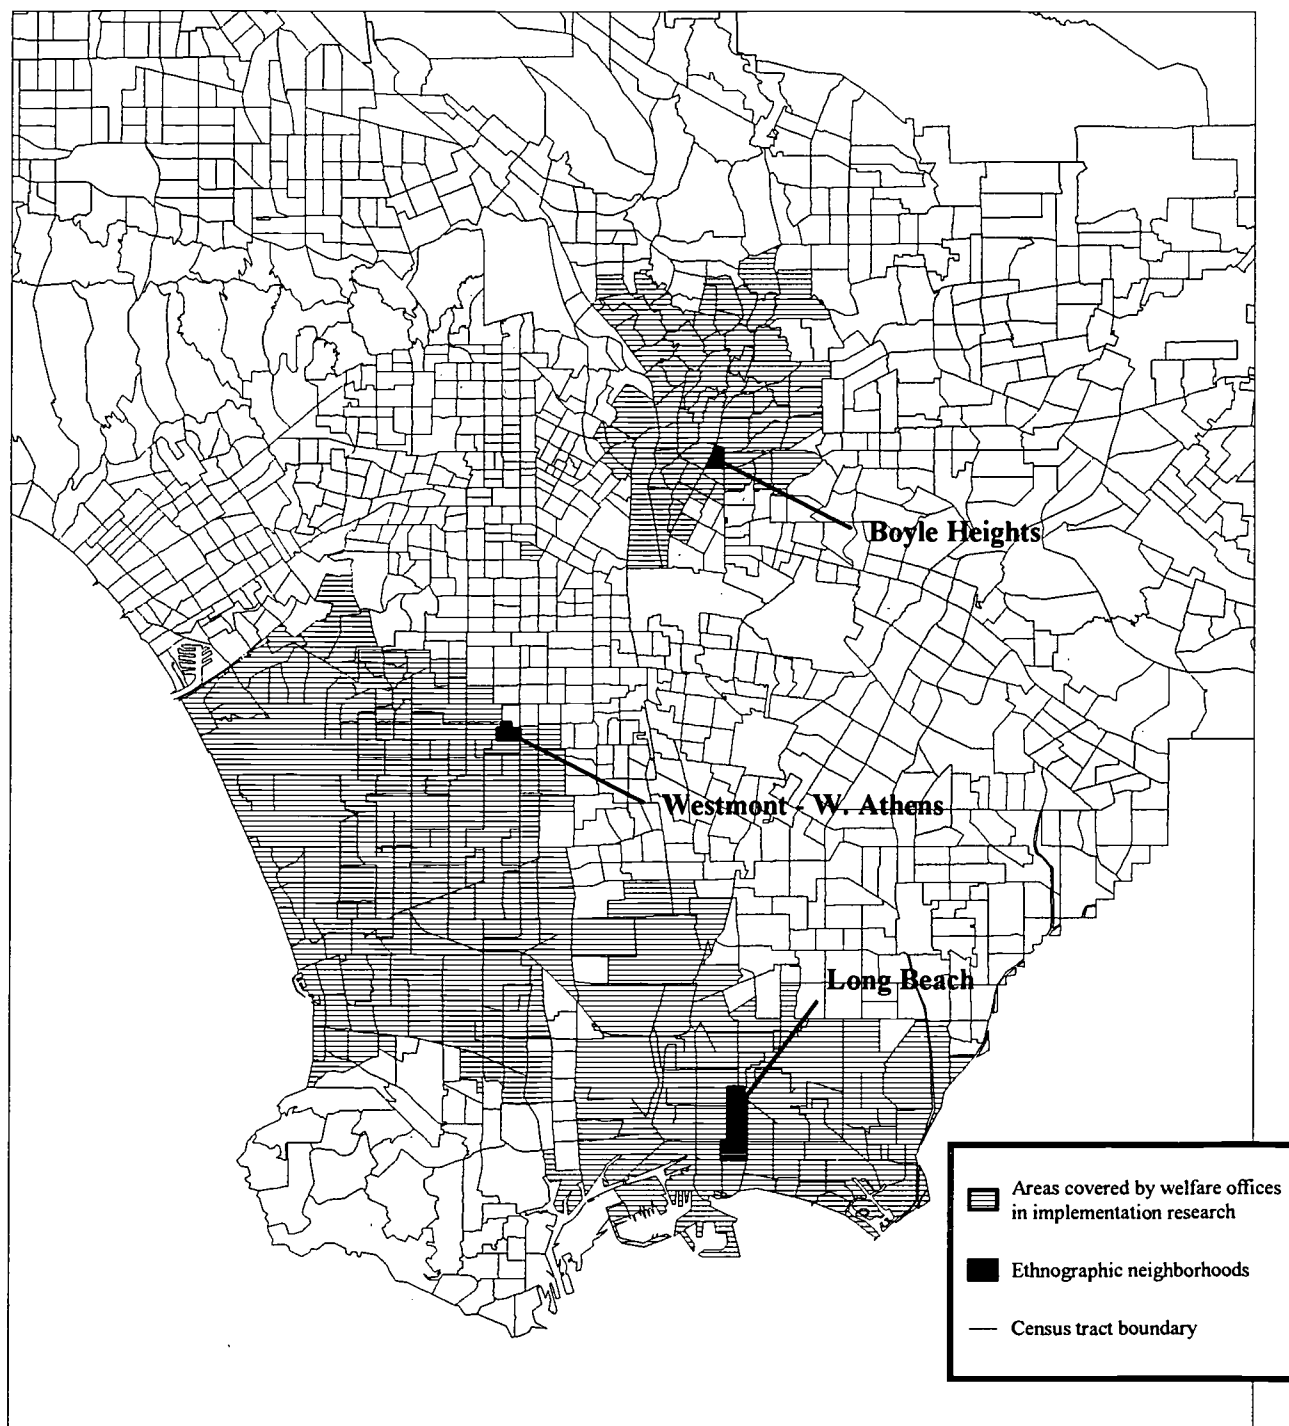 Boyle Heights
Westmont - W. Athens
Long Beach
Areas covered by welfare offices
in implementation research
Ethnographic neighborhoods
Census tract boundary